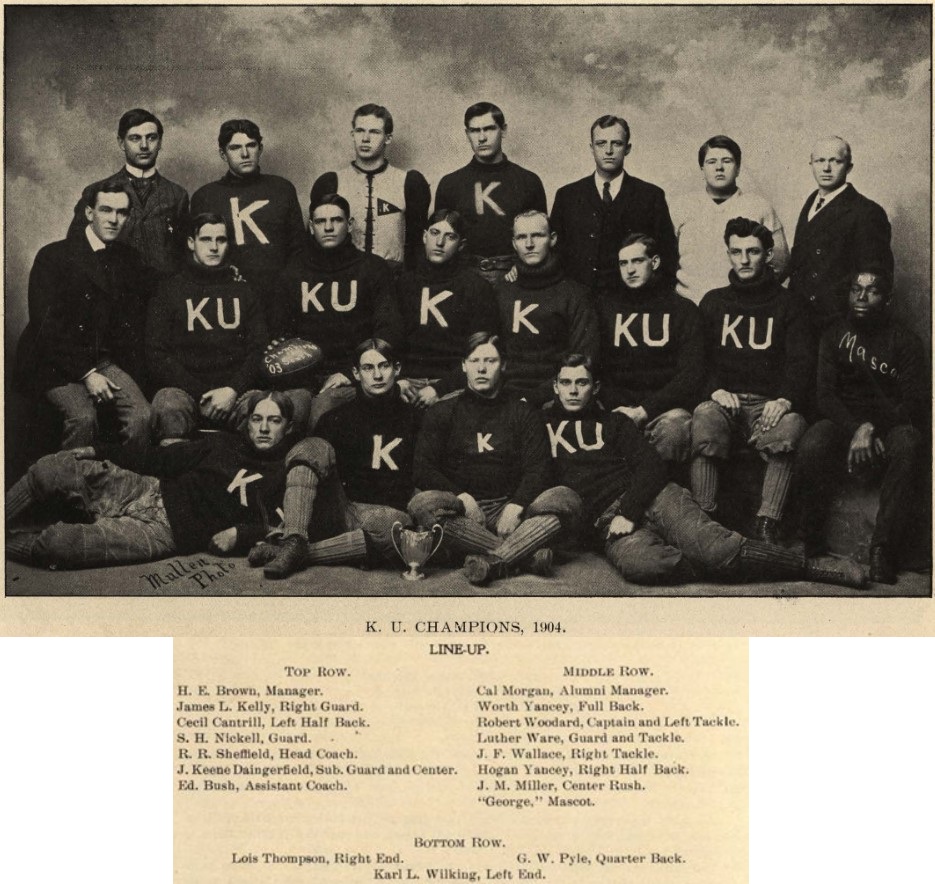 K
K
K
KU
KU
K
K
KU
KU
Masco
'03
K
K
K
KU
Mullen
Photo
K. U. CHAMPIONS, 1904.
LINE-UP.
TOP ROW.
H. E. Brown, Manager.
James L. Kelly, Right Guard.
Cecil Cantrill, Left Half Back.
S. H. Nickell, Guard.
R. R. Sheffield, Head Coach.
J. Keene Daingerfield, Sub. Guard and Center.
Ed. Bush, Assistant Coach.
MIDDLE ROW.
Cal Morgan, Alumni Manager.
Worth Yancey, Full Back.
Robert Woodard, Captain and Left Tackle.
Luther Ware, Guard and Tackle.
J. F. Wallace, Right Tackle.
Hogan Yancey, Right Half Back.
J. M. Miller, Center Rush.
"George," Mascot.
BOTTOM ROW.
Lois Thompson, Right End. G. W. Pyle, Quarter Back.
Karl L. Wilking, Left End.